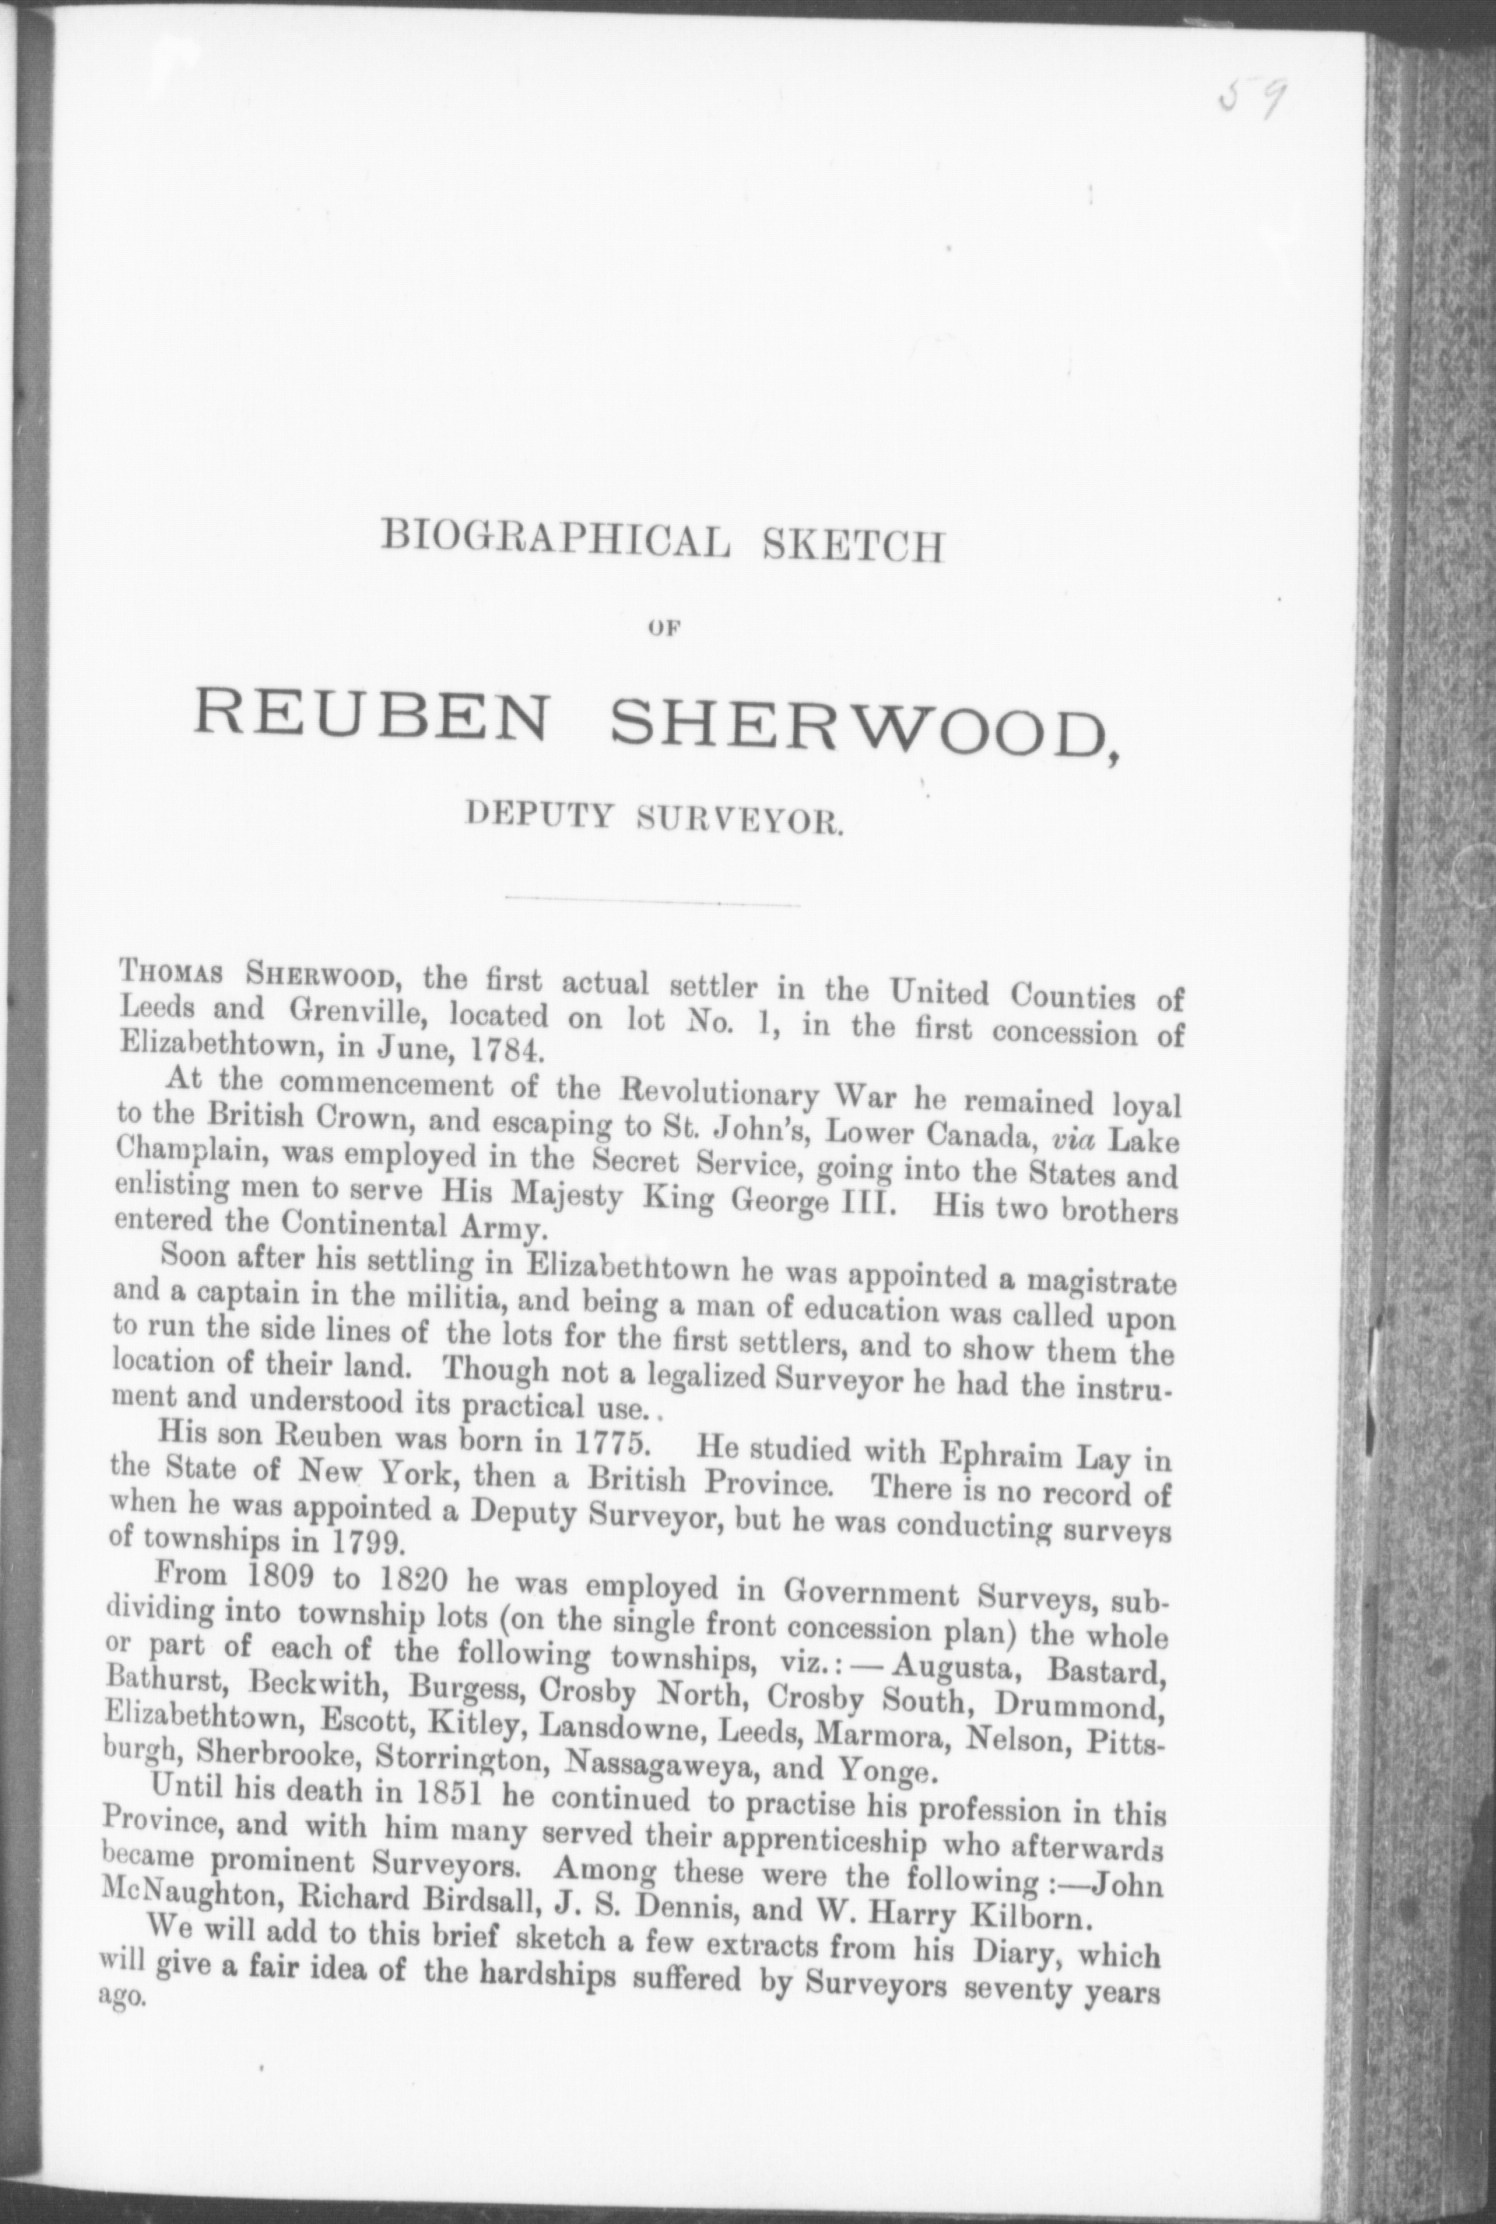 59
BIOGRAPHICAL SKETCH
OF
REUBEN SHERWOOD,
DEPUTY SURVEYOR.
THOMAS SHERWOOD, the first actual settler in the United Counties of
Leeds and Grenville, located on lot No. 1, in the first concession of
Elizabethtown, in June, 1784.
At the commencement of the Revolutionary War he remained loyal
to the British Crown, and escaping to St. John's, Lower Canada, via Lake
Champlain, was employed in the Secret Service, going into the States and
enlisting men to serve His Majesty King George III. His two brothers
entered the Continental Army.
Soon after his settling in Elizabethtown he was appointed a magistrate
and a captain in the militia, and being a man of education was called upon
to run the side lines of the lots for the first settlers, and to show them the
location of their land. Though not a legalized Surveyor he had the instru-
ment and understood its practical use..
His son Reuben was born in 1775. He studied with Ephraim Lay in
the State of New York, then a British Province. There is no record of
when he was appointed a Deputy Surveyor, but he was conducting surveys
of townships in 1799.
From 1809 to 1820 he was employed in Government Surveys, sub-
dividing into township lots (on the single front concession plan) the whole
or part of each of the following townships, viz.:—Augusta, Bastard,
Bathurst, Beckwith, Burgess, Crosby North, Crosby South, Drummond,
Elizabethtown, Escott, Kitley, Lansdowne, Leeds, Marmora, Nelson, Pitts-
burgh, Sherbrooke, Storrington, Nassagaweya, and Yonge.
Until his death in 1851 he continued to practise his profession in this
Province, and with him many served their apprenticeship who afterwards
became prominent Surveyors. Among these were the following:—John
McNaughton, Richard Birdsall, J. S. Dennis, and W. Harry Kilborn.
We will add to this brief sketch a few extracts from his Diary, which
will give a fair idea of the hardships suffered by Surveyors seventy years
ago.